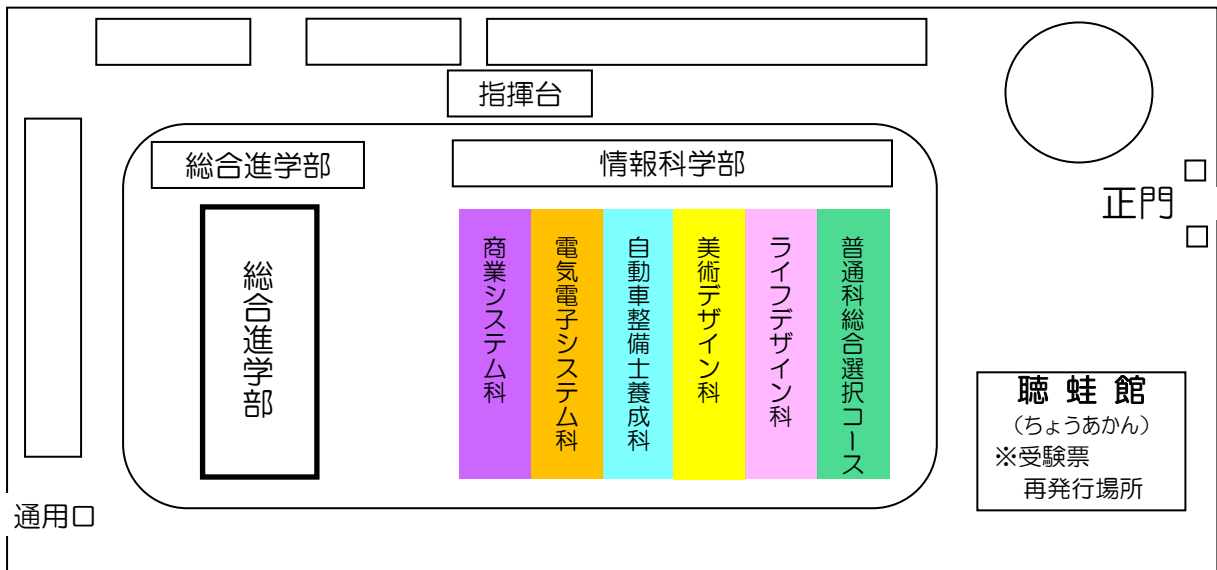 指揮台
総合進学部
情報科学部
正門
総合進学部
商業システム科
電気電子システム科
自動車整備士養成科
美術デザイン科
ライフデザイン科
普通科総合選択コース
聴蛙館
(ちょうあかん)
※受験票
再発行場所
通用口